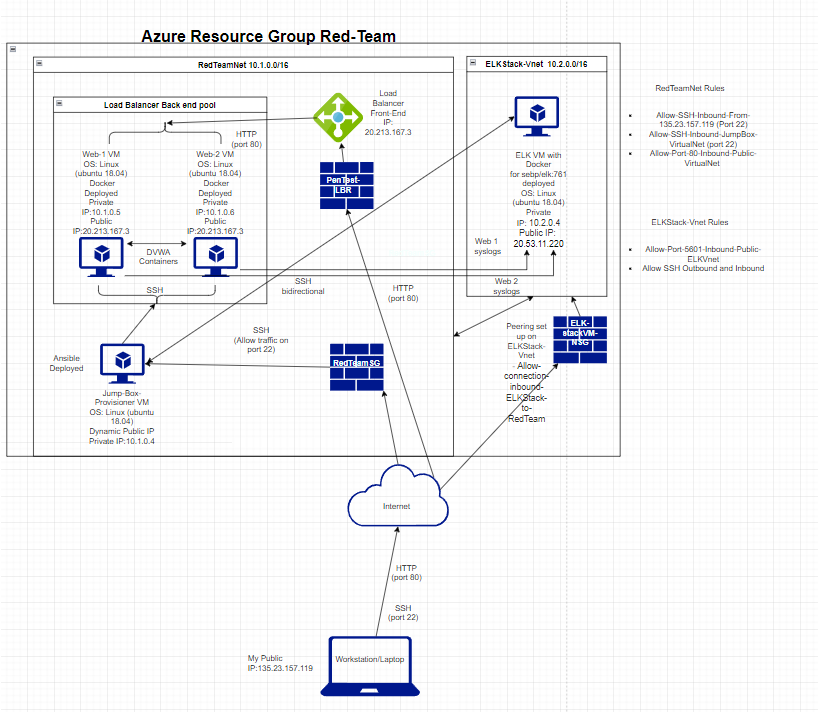 Azure Resource Group Red-Team
RedTeamNet 10.1.0.0/16
ELKStack-Vnet 10.2.0.0/16
Load Balancer Back end pool
Load
Balancer
Front-End
IP:
20.213.167.3
HTTP
(port 80)
Web-1 VM
OS: Linux
(ubuntu 18.04)
Docker
Deployed
Private
IP:10.1.0.5
Public
IP:20.213.167.3
Web-2 VM
OS: Linux
(ubuntu 18.04)
Docker
Deployed
Private
IP:10.1.0.6
Public
IP:20.213.167.3
DVWA
Containers
SSH
PenTest-
LBR
ELK VM with
Docker
for sebp/elk:761
deployed
OS: Linux
(ubuntu 18.04)
Private
IP: 10.2.0.4
Public IP:
20.53.11.220
Web 1
syslogs
Web 2
syslogs
RedTeamNet Rules
Allow-SSH-Inbound-From-
135.23.157.119 (Port 22)
Allow-SSH-Inbound-JumpBox-
VirtualNet (port 22)
Allow-Port-80-Inbound-Public-
VirtualNet
ELKStack-Vnet Rules
Allow-Port-5601-Inbound-Public-
ELKVnet
Allow SSH Outbound and Inbound
SSH
bidirectional
HTTP
(port 80)
SSH
(Allow traffic on
port 22)
Ansible
Deployed
Jump-Box-
Provisioner VM
OS: Linux (ubuntu
18.04)
Dynamic Public IP
Private IP:10.1.0.4
RedTeamSG
Peering set
up on
ELKStack-
Vnet
- Allow-
connection-
inbound-
ELKStack-
to-
RedTeam
ELK-
stackVM-
NSG
Internet
HTTP
(port 80)
SSH
(port 22)
My Public
IP:135.23.157.119
Workstation/Laptop